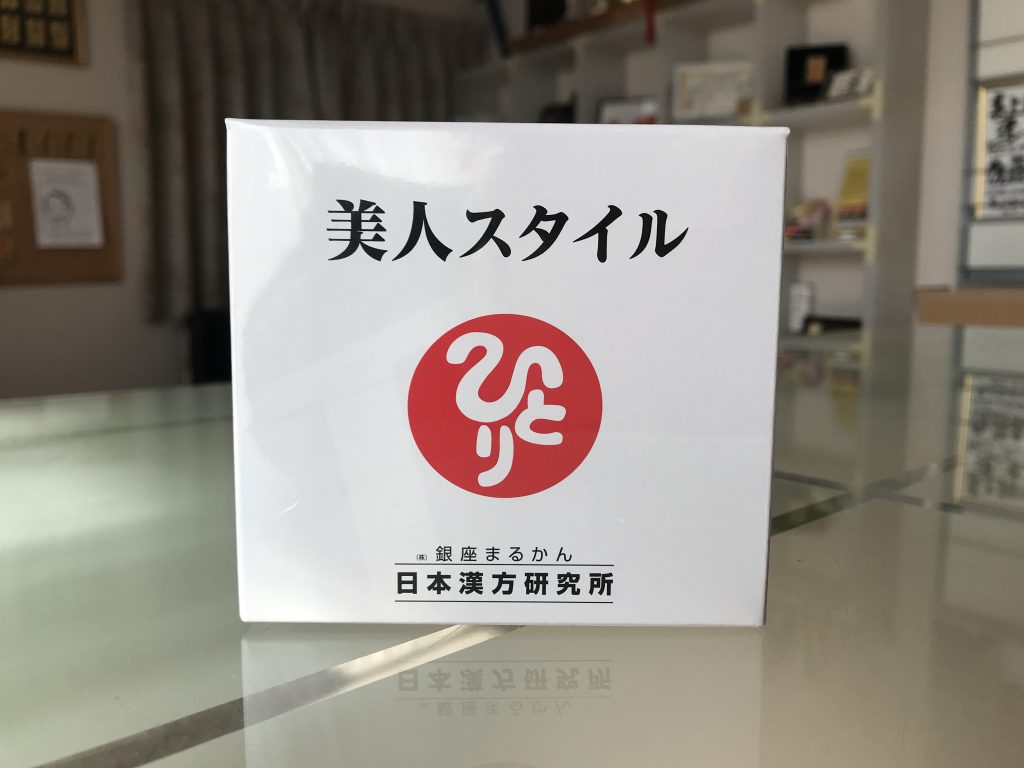 美人スタイル
ひとり
(株)銀座まるかん
日本漢方研究所